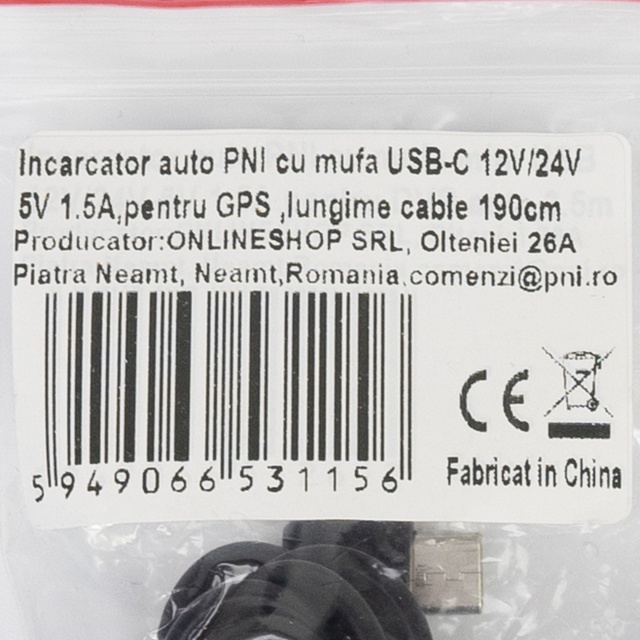 Incarcator auto PNI cu mufa USB-C 12V/24V
5V 1.5A,pentru GPS ,lungime cable 190cm
Producator:ONLINESHOP SRL, Olteniei 26A
Piatra Neamt, Neamt,Romania,comenzi@pni.ro
CE
5 949066 531156
Fabricat in China